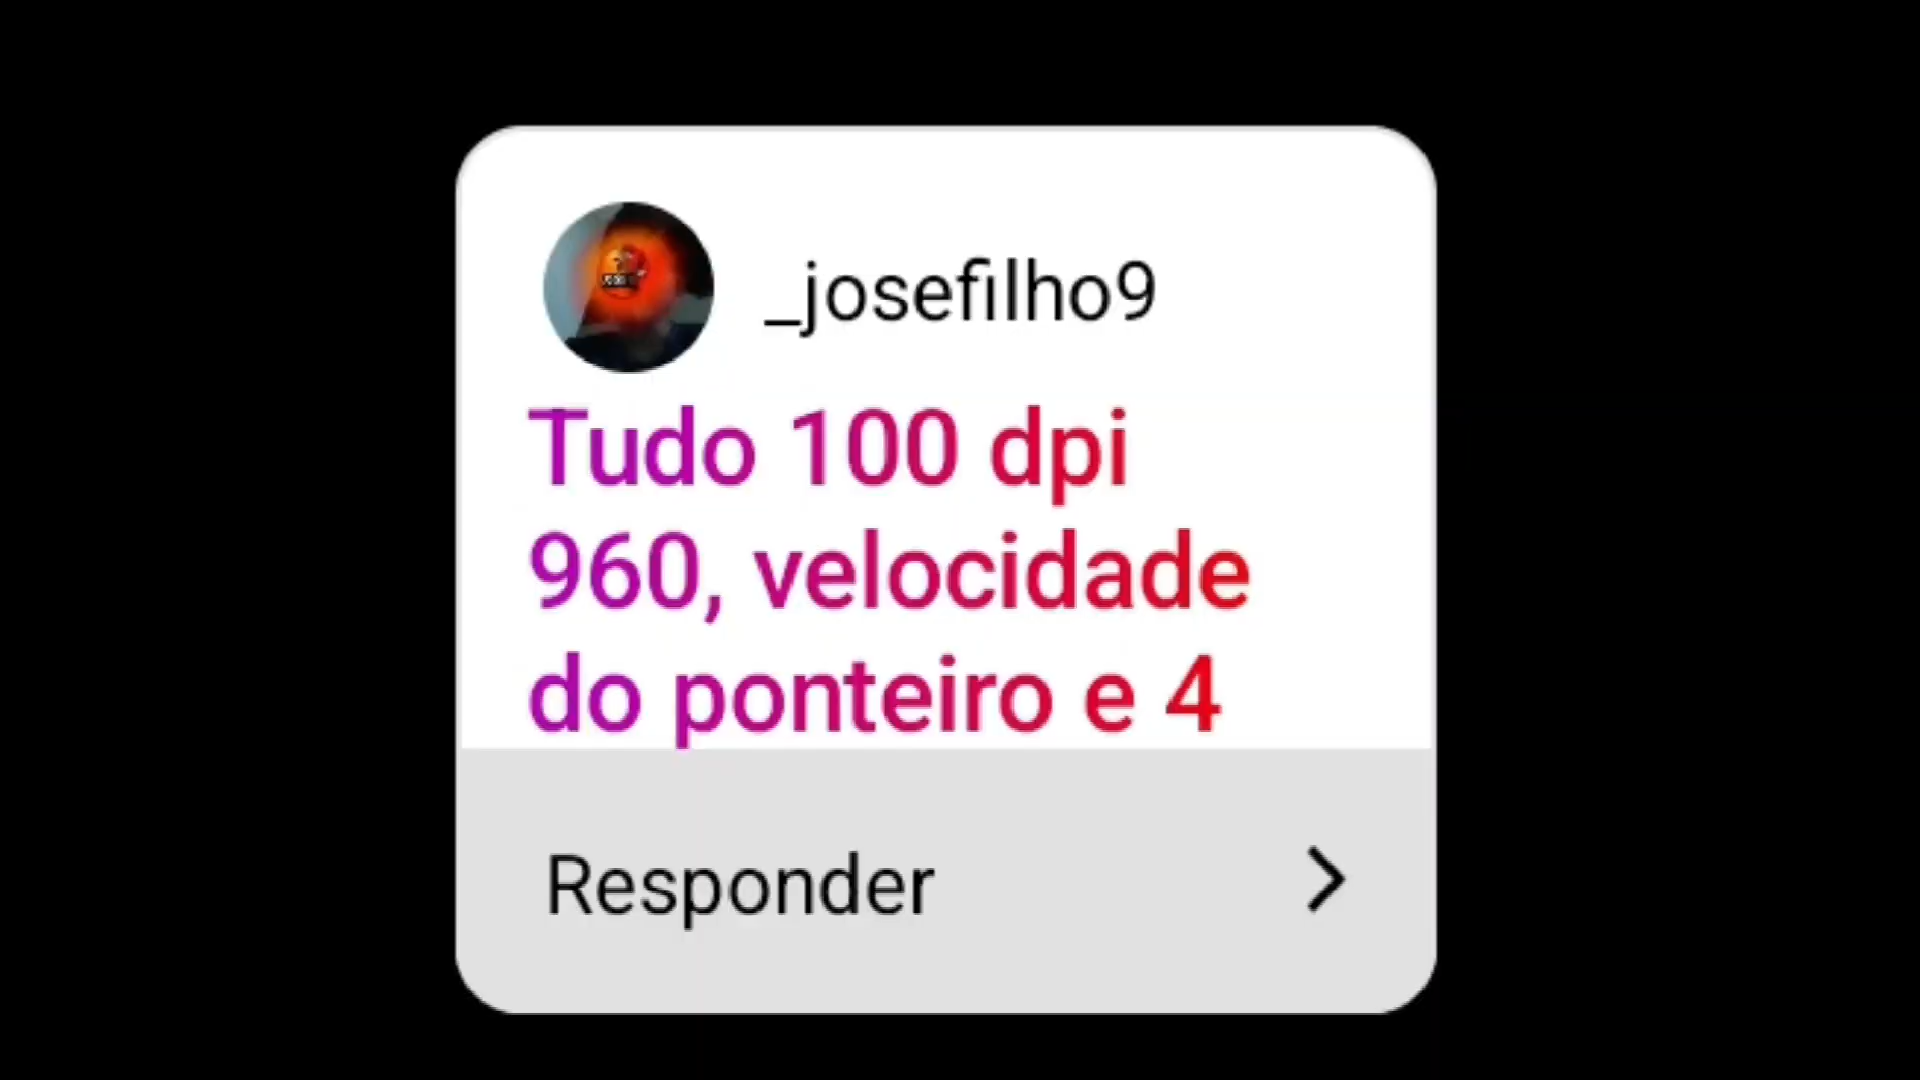 _josefilho9
Tudo 100 dpi
960, velocidade
do ponteiro e 4
Responder